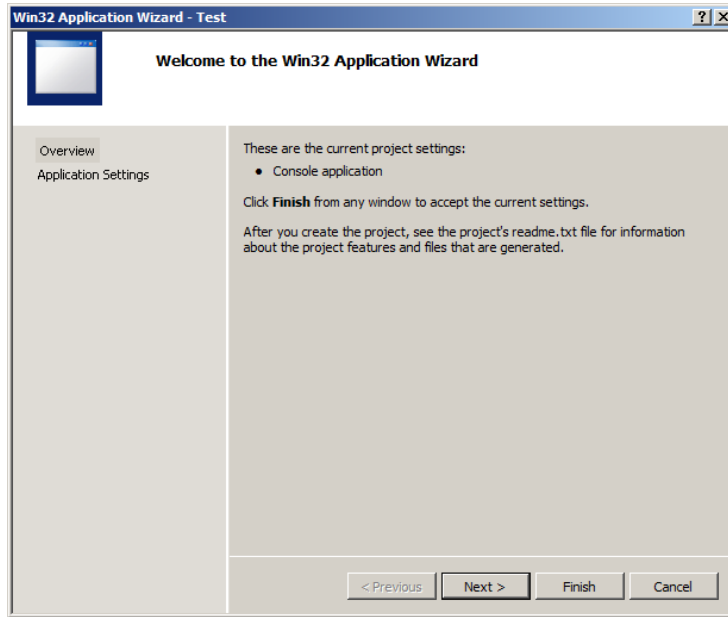 Win32 Application Wizard - Test
Welcome to the Win32 Application Wizard
Overview
Application Settings
These are the current project settings:
• Console application
Click Finish from any window to accept the current settings.
After you create the project, see the project's readme.txt file for information
about the project features and files that are generated.
< Previous
Next >
Finish
Cancel